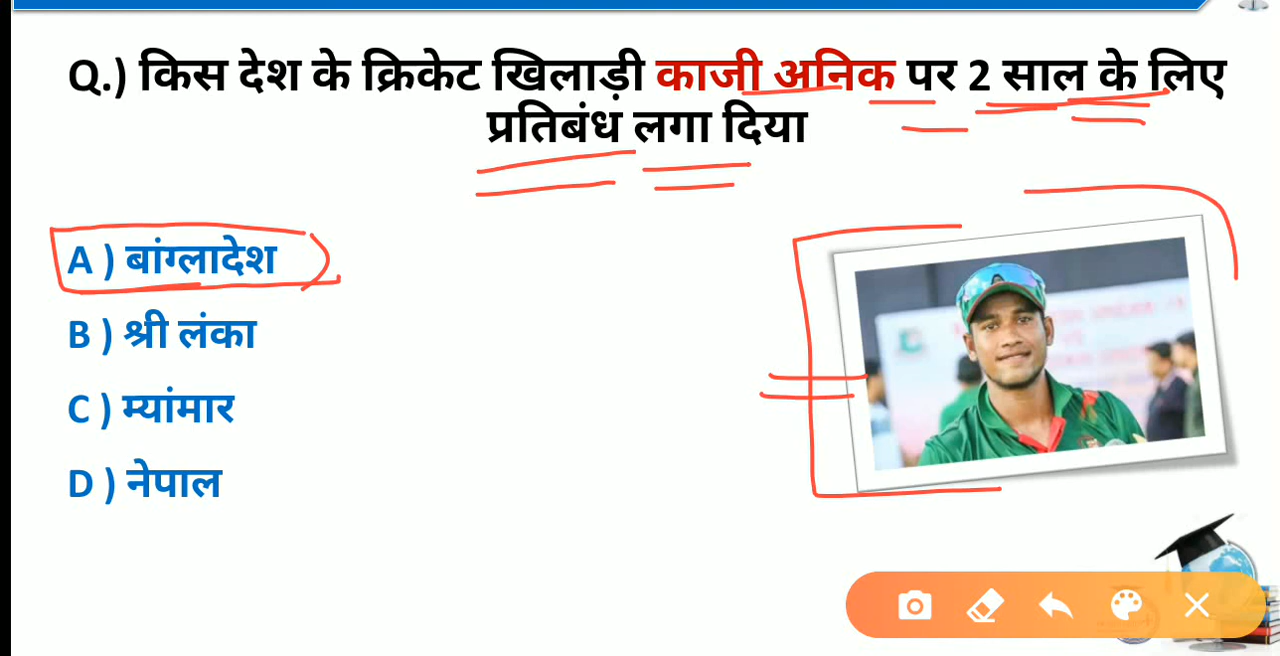 Q.) किस देश के क्रिकेट खिलाड़ी काजी अनिक पर 2 साल के लिए
प्रतिबंध लगा दिया
A ) बांग्लादेश
B ) श्री लंका
C ) म्यांमार
D ) नेपाल